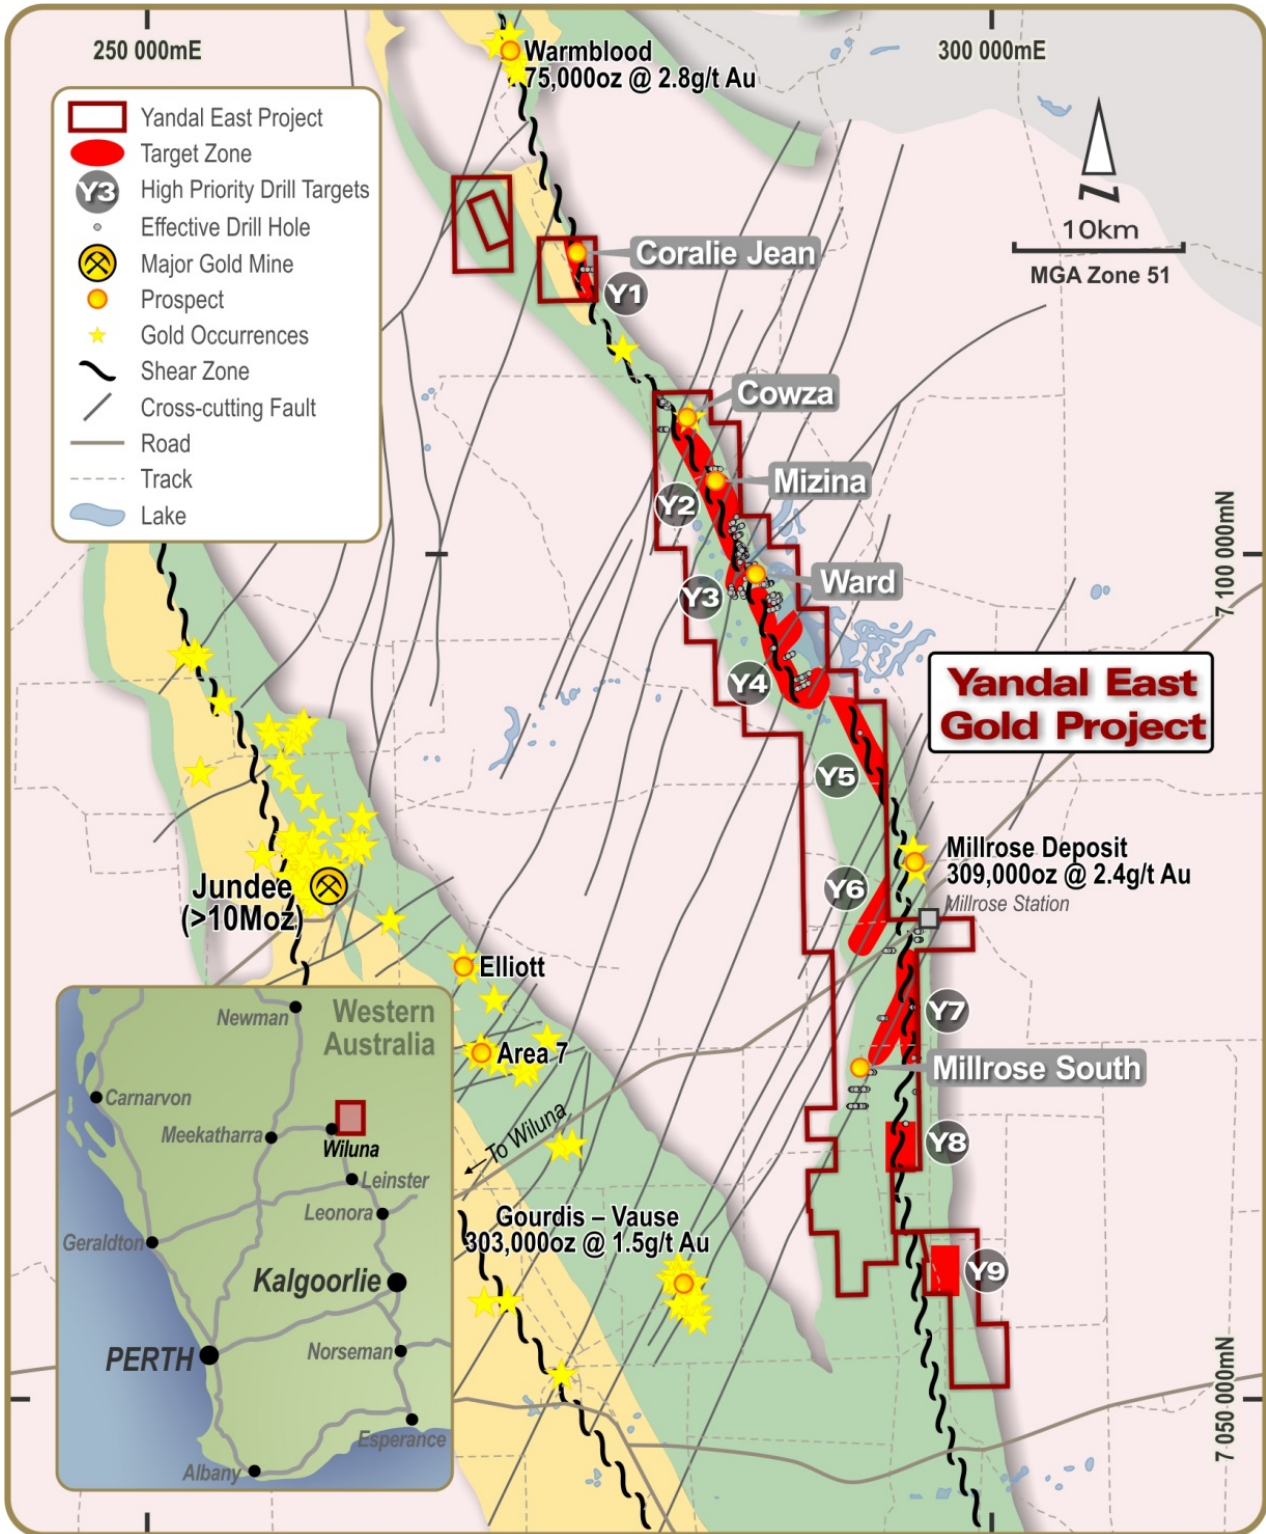 250 000mE
300 000mE
Warmblood
75,000oz @ 2.8g/t Au
Yandal East Project
Target Zone
Y3
High Priority Drill Targets
Effective Drill Hole
Major Gold Mine
Prospect
Gold Occurrences
Shear Zone
Cross-cutting Fault
Road
Track
Lake
N
10km
MGA Zone 51
Coralie Jean
Y1
Cowza
Mizina
Y2
Ward
Y3
7 100 000mN
Y4
Yandal East
Gold Project
Y5
Millrose Deposit
309,000oz @ 2.4g/t Au
Millrose Station
Y6
Jundee
(>10Moz)
Elliott
Area 7
Y7
Millrose South
Y8
To Wiluna
Gourdis – Vause
303,000oz @ 1.5g/t Au
Y9
7 050 000mN
Western
Australia
Newman
Carnarvon
Meekatharra
Wiluna
Leinster
Leonora
Geraldton
Kalgoorlie
PERTH
Norseman
Esperance
Albany